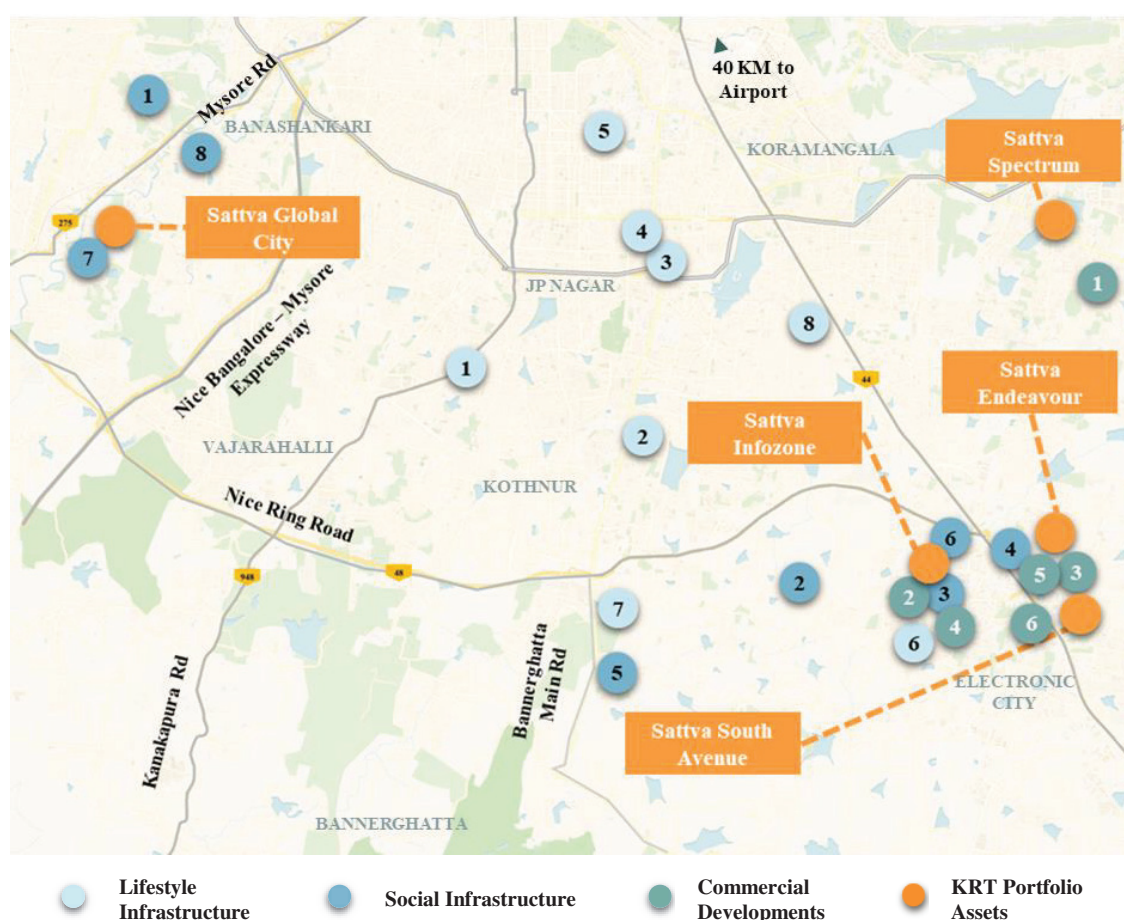 40 KM to
Airport
Mysore Rd
1
BANASHANKARI
5
KORAMANGALA
Sattva
Spectrum
8
275
Sattva Global
City
7
4
3
JP NAGAR
1
Nice Bangalore – Mysore
Expressway
8
1
44
Sattva
Endeavour
Sattva
Infozone
2
VAJARAHALLI
KOTHNUR
Nice Ring Road
948
48
6
4
2
5
3
2
3
7
4
6
6
5
ELECTRONIC
CITY
Bannerghatta
Main Rd
Kanakapura Rd
Sattva South
Avenue
BANNERGHATTA
Lifestyle
Infrastructure
Social Infrastructure
Commercial
Developments
KRT Portfolio
Assets